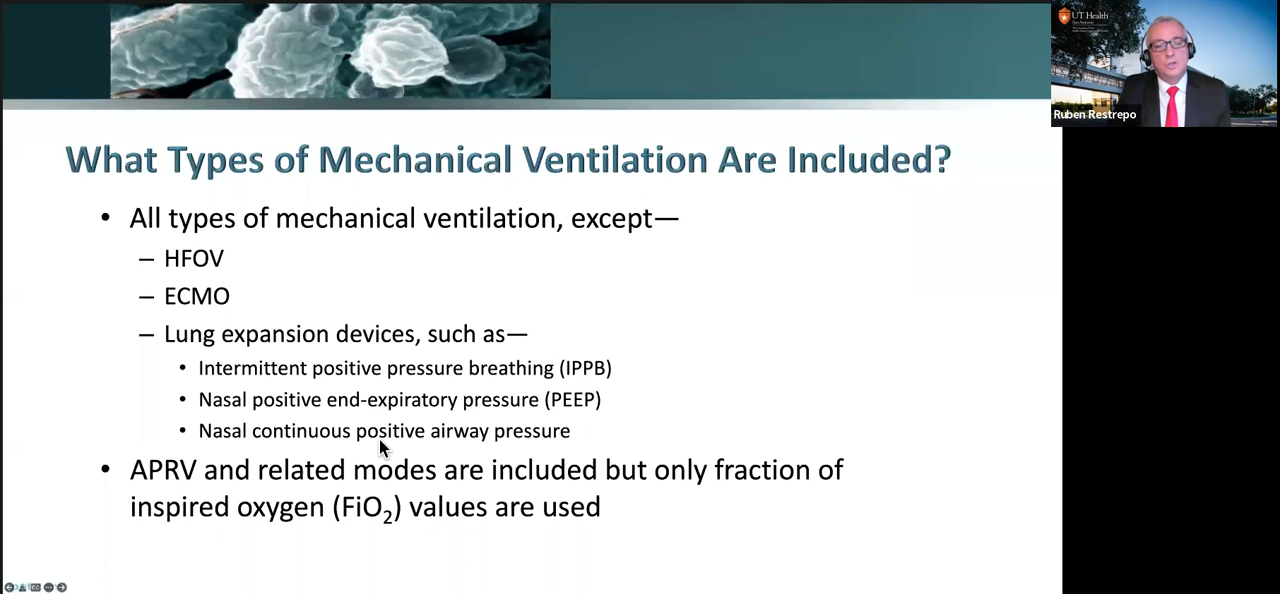 What Types of Mechanical Ventilation Are Included?
• All types of mechanical ventilation, except—
– HFOV
– ECMO
– Lung expansion devices, such as—
• Intermittent positive pressure breathing (IPPB)
• Nasal positive end-expiratory pressure (PEEP)
• Nasal continuous positive airway pressure
• APRV and related modes are included but only fraction of
inspired oxygen (FiO₂) values are used
UT Health
San Antonio
Ruben Restrepo